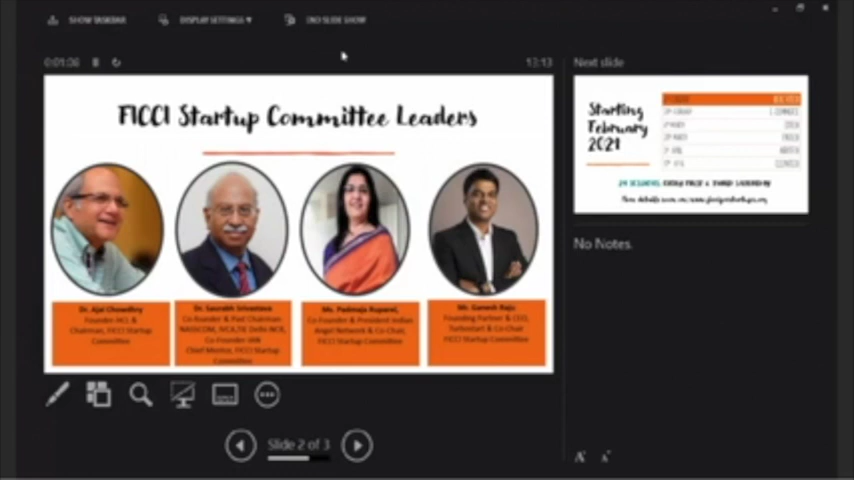 SHOW TASKBAR
DISPLAY SETTINGS ▼
END SLIDE SHOW
0:01:08
13:13
Next slide
FICCI Startup Committee Leaders
Dr. Ajai Chowdhry
Founder HCL &
Chairman, FICCI Startup
Committee
Dr. Saurabh Srivastava
Co-founder & Past Chairman
NASSCOM, IVCA,TiE Delhi-NCR,
Co-Founder IAN
Chief Mentor, FICCI Startup
Committee
Ms. Padmaja Ruparel,
Co-Founder & President Indian
Angel Network & Co-Chair,
FICCI Startup Committee
Mr. Ganesh Raju
Founding Partner & CEO,
Turbostart & Co-Chair
FICCI Startup Committee
Starting
February
2021
No Notes.
Slide 2 of 3